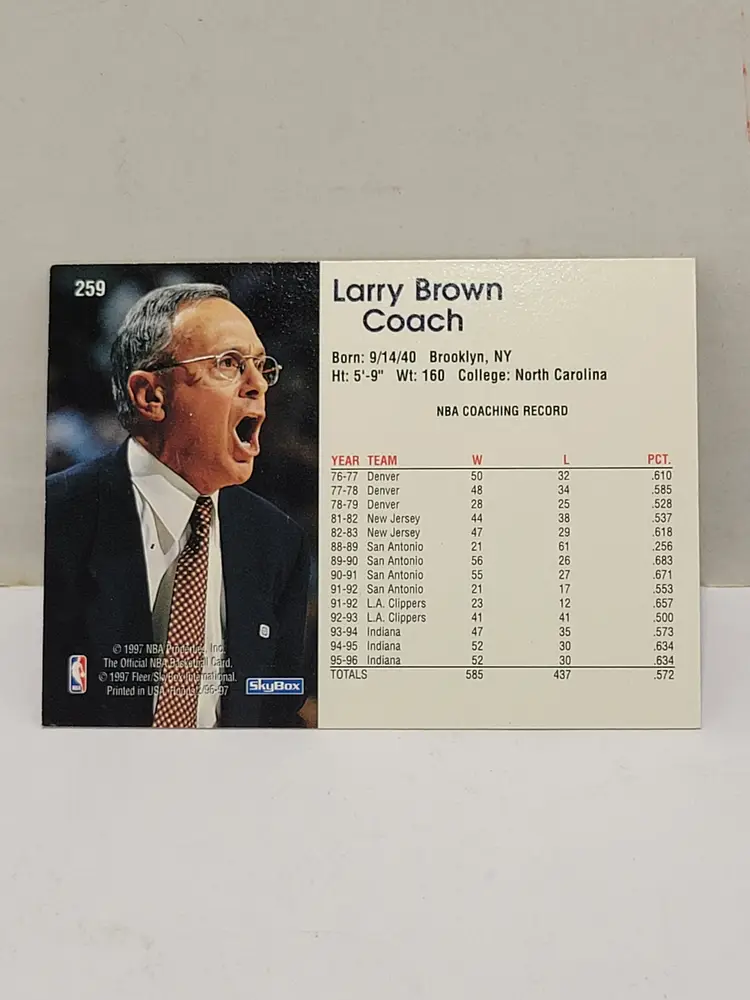 259
Larry Brown
Coach
Born: 9/14/40 Brooklyn, NY
Ht: 5'-9" Wt: 160 College: North Carolina
NBA COACHING RECORD
YEAR TEAM W L PCT.
76-77 Denver 50 32 .610
77-78 Denver 48 34 .585
78-79 Denver 28 25 .528
81-82 New Jersey 44 38 .537
82-83 New Jersey 47 29 .618
88-89 San Antonio 21 61 .256
89-90 San Antonio 56 26 .683
90-91 San Antonio 55 27 .671
91-92 San Antonio 21 17 .553
91-92 L.A. Clippers 23 12 .657
92-93 L.A. Clippers 41 41 .500
93-94 Indiana 47 35 .573
94-95 Indiana 52 30 .634
95-96 Indiana 52 30 .634
TOTALS 585 437 .572
© 1997 NBA Properties, Inc.
The Official NBA Basketball Card.
© 1997 Fleer/SkyBox International.
Printed in USA. 2/96-97
NBA
SkyBox